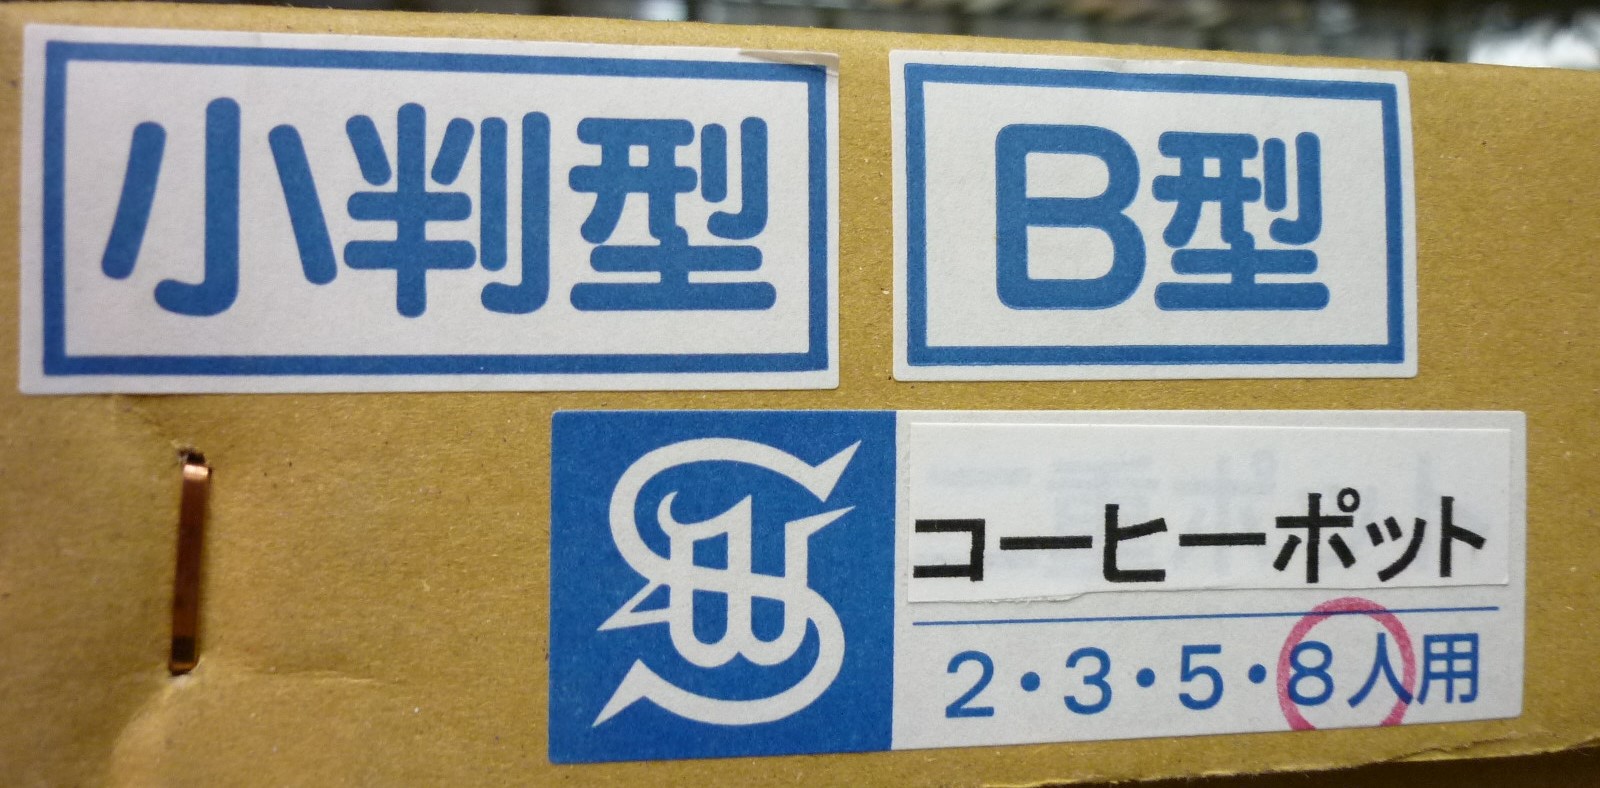 小判型
B型
コーヒーポット
2・3・5・8人用